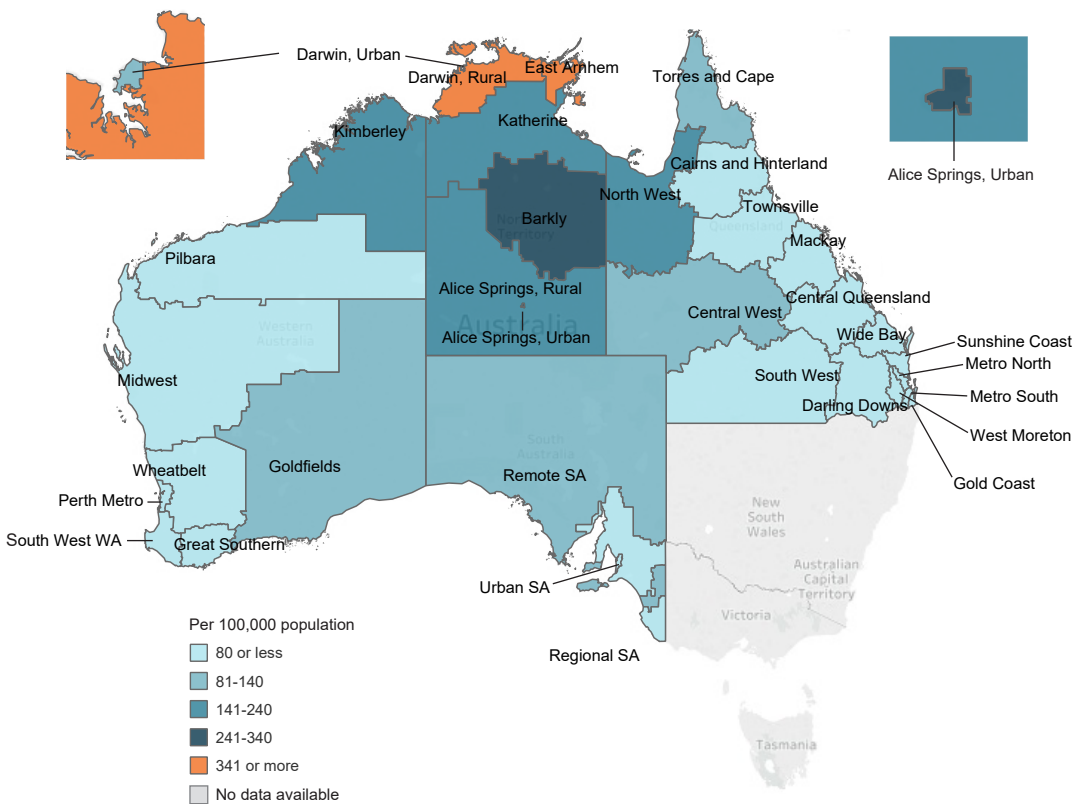 Darwin, Urban
Darwin, Rural
East Arnhem
Torres and Cape
Kimberley
Katherine
Cairns and Hinterland
Alice Springs, Urban
North West
Townsville
Barkly
Northern
Territory
Queensland
Mackay
Pilbara
Alice Springs, Rural
Central Queensland
Central West
Western
Australia
Australia
Alice Springs, Urban
Wide Bay
Sunshine Coast
Metro North
Midwest
South West
Metro South
Darling Downs
West Moreton
South
Australia
Goldfields
Wheatbelt
Remote SA
Gold Coast
Perth Metro
New
South
Wales
South West WA
Great Southern
Australian
Capital
Territory
Urban SA
Victoria
Per 100,000 population
Regional SA
80 or less
81-140
141-240
241-340
341 or more
No data available
Tasmania